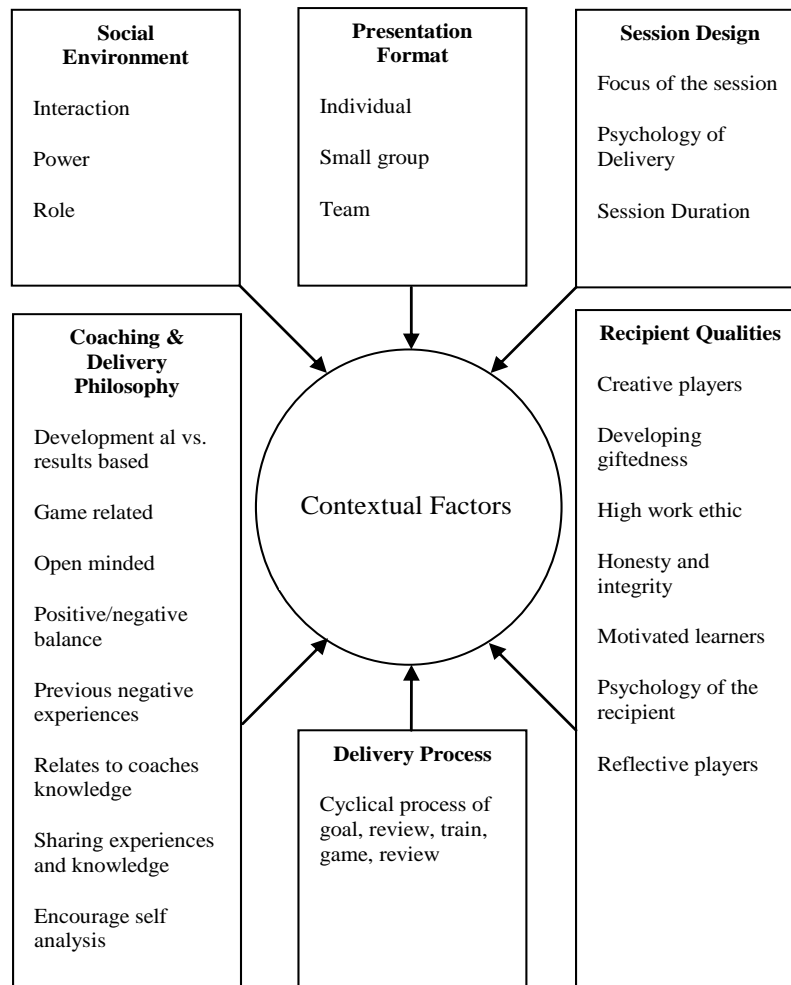 Social
Environment
Interaction
Power
Role
Presentation
Format
Individual
Small group
Team
Session Design
Focus of the session
Psychology of
Delivery
Session Duration
Coaching &
Delivery
Philosophy
Development al vs.
results based
Game related
Open minded
Positive/negative
balance
Previous negative
experiences
Relates to coaches
knowledge
Sharing experiences
and knowledge
Encourage self
analysis
Contextual Factors
Delivery Process
Cyclical process of
goal, review, train,
game, review
Recipient Qualities
Creative players
Developing
giftedness
High work ethic
Honesty and
integrity
Motivated learners
Psychology of the
recipient
Reflective players